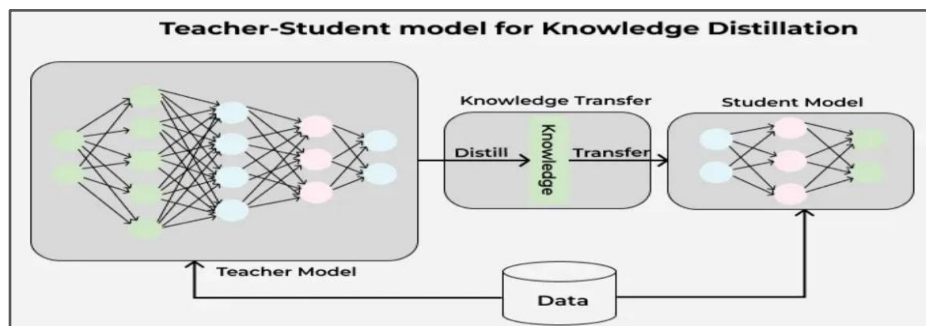 Teacher-Student model for Knowledge Distillation
Knowledge Transfer
Student Model
Distill
Knowledge
Transfer
Teacher Model
Data